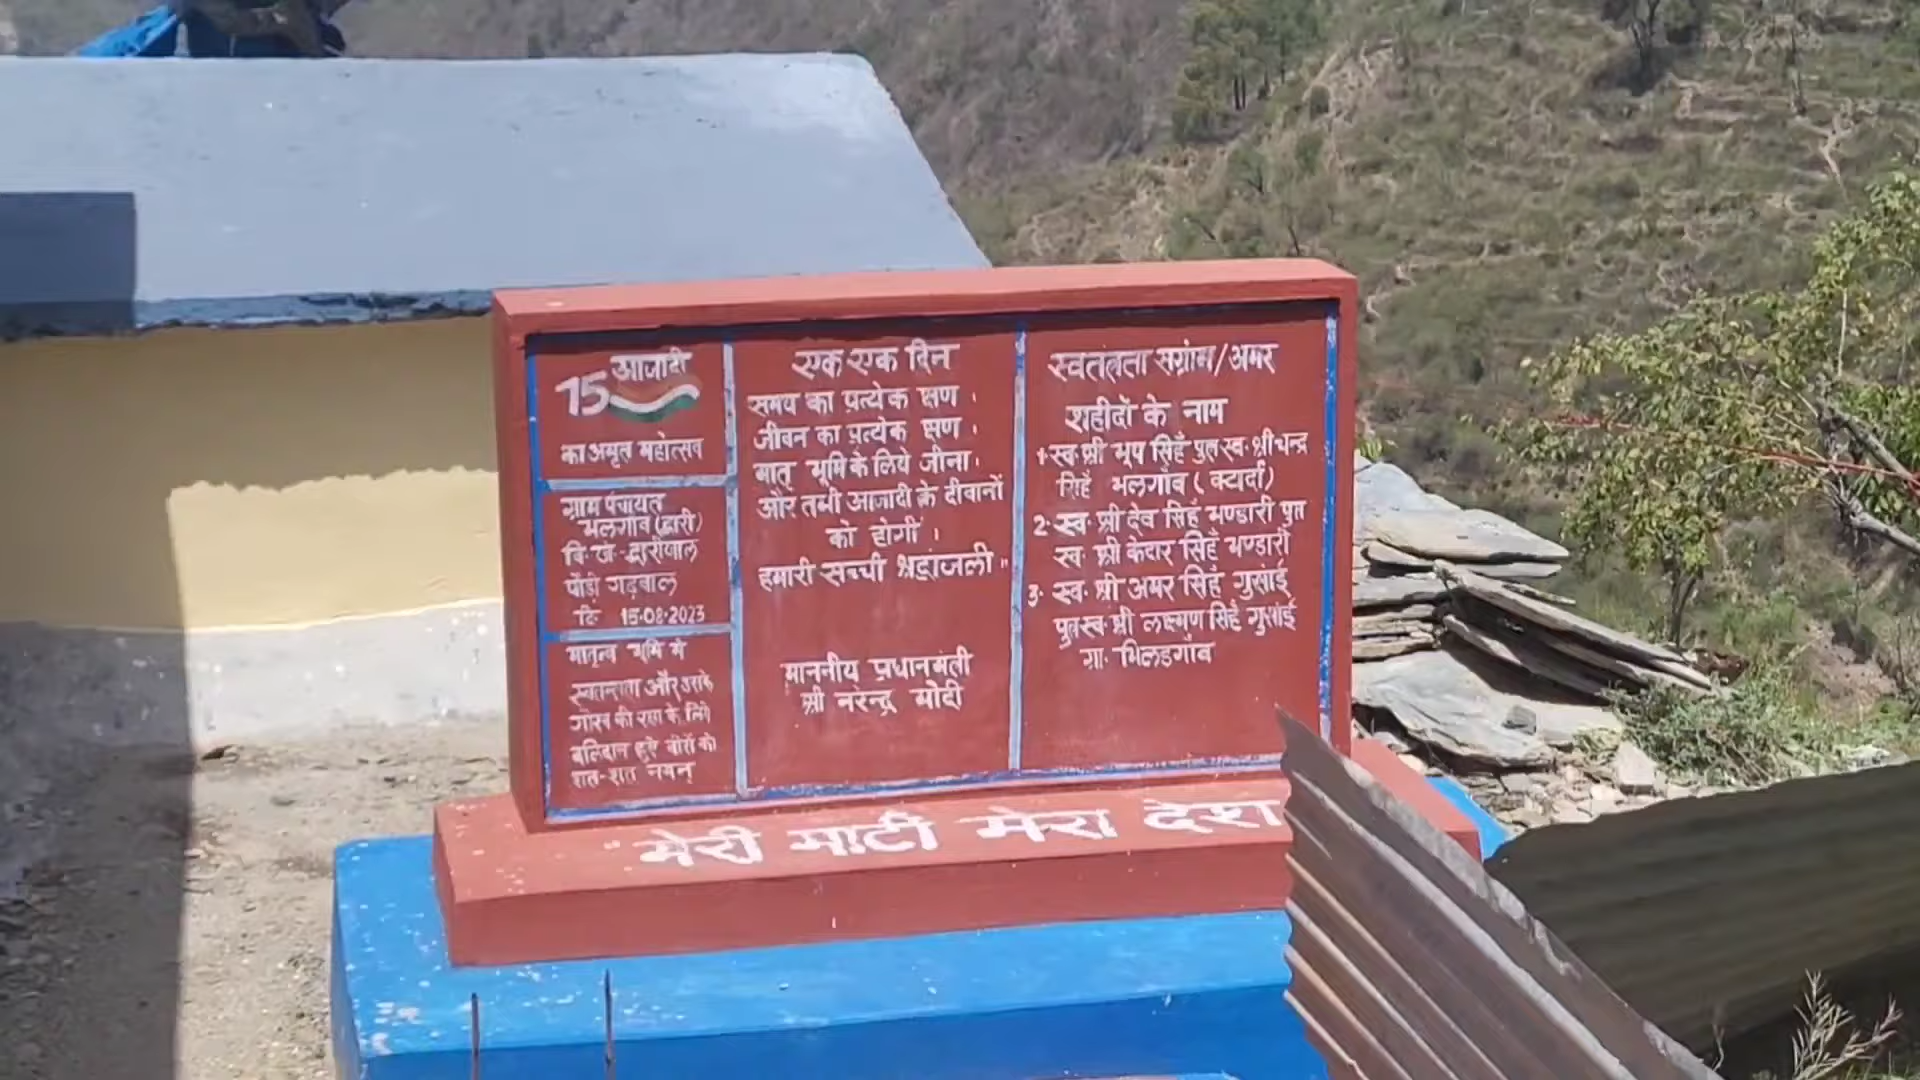 आजादी
75
का अमृत महोत्सव
ग्राम पंचायत
भलगांव (द्वारी)
वि.खं.-द्वारीखाल
पौड़ी गढ़वाल
दि. 15.08.2023
मातृत्व भूमि में
स्वतन्त्रता और उसके
गौरव की रक्षा के लिये
बलिदान हुऐ वीरों को
शत-शत नमन्
एक एक दिन
समय का प्रत्येक क्षण ।
जीवन का प्रत्येक क्षण ।
मातृ भूमि के लिये जीना ।
और तभी आजादी के दीवानों
को होगी ।
हमारी सच्ची श्रद्धांजली "
माननीय प्रधानमंत्री
श्री नरेन्द्र मोदी
स्वतंत्रता संग्राम/अमर
शहीदों के नाम
1. स्व. श्री भूप सिहँ पुत्र स्व. श्री चन्द्र
सिहँ भलगाँव
2. स्व. श्री देव सिहँ भण्डारी पुत्र
स्व. श्री केदार सिहँ भण्डारी
3. स्व. श्री अमर सिहँ गुसांई
पुत्र स्व. श्री लक्ष्मण सिहँ गुसांई
ग्रा. भिलडगाँव
मेरी माटी मेरा देश